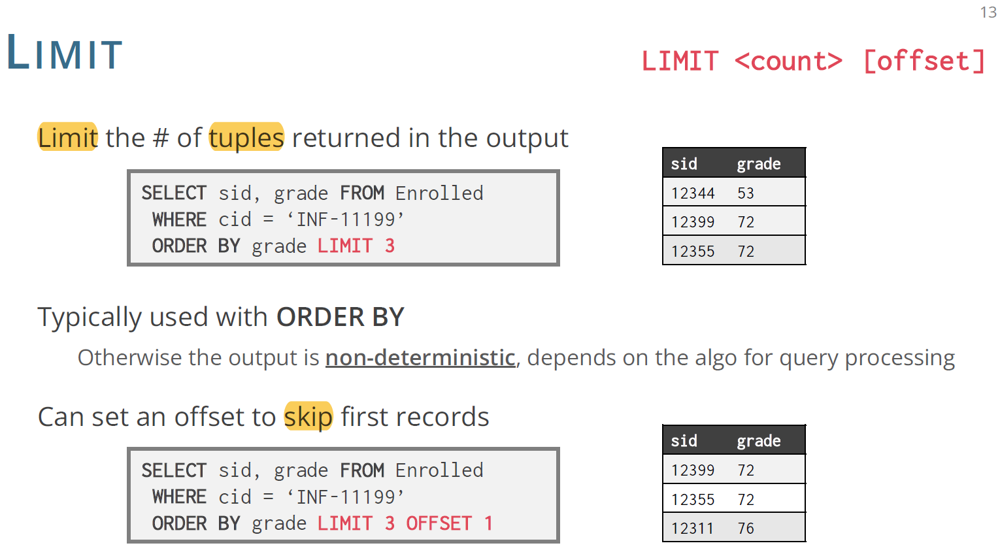 13
LIMIT
LIMIT <count> [offset]
Limit the # of tuples returned in the output
SELECT sid, grade FROM Enrolled
WHERE cid = ‘INF-11199’
ORDER BY grade LIMIT 3
sid grade
12344 53
12399 72
12355 72
Typically used with ORDER BY
Otherwise the output is non-deterministic, depends on the algo for query processing
Can set an offset to skip first records
SELECT sid, grade FROM Enrolled
WHERE cid = ‘INF-11199’
ORDER BY grade LIMIT 3 OFFSET 1
sid grade
12399 72
12355 72
12311 76